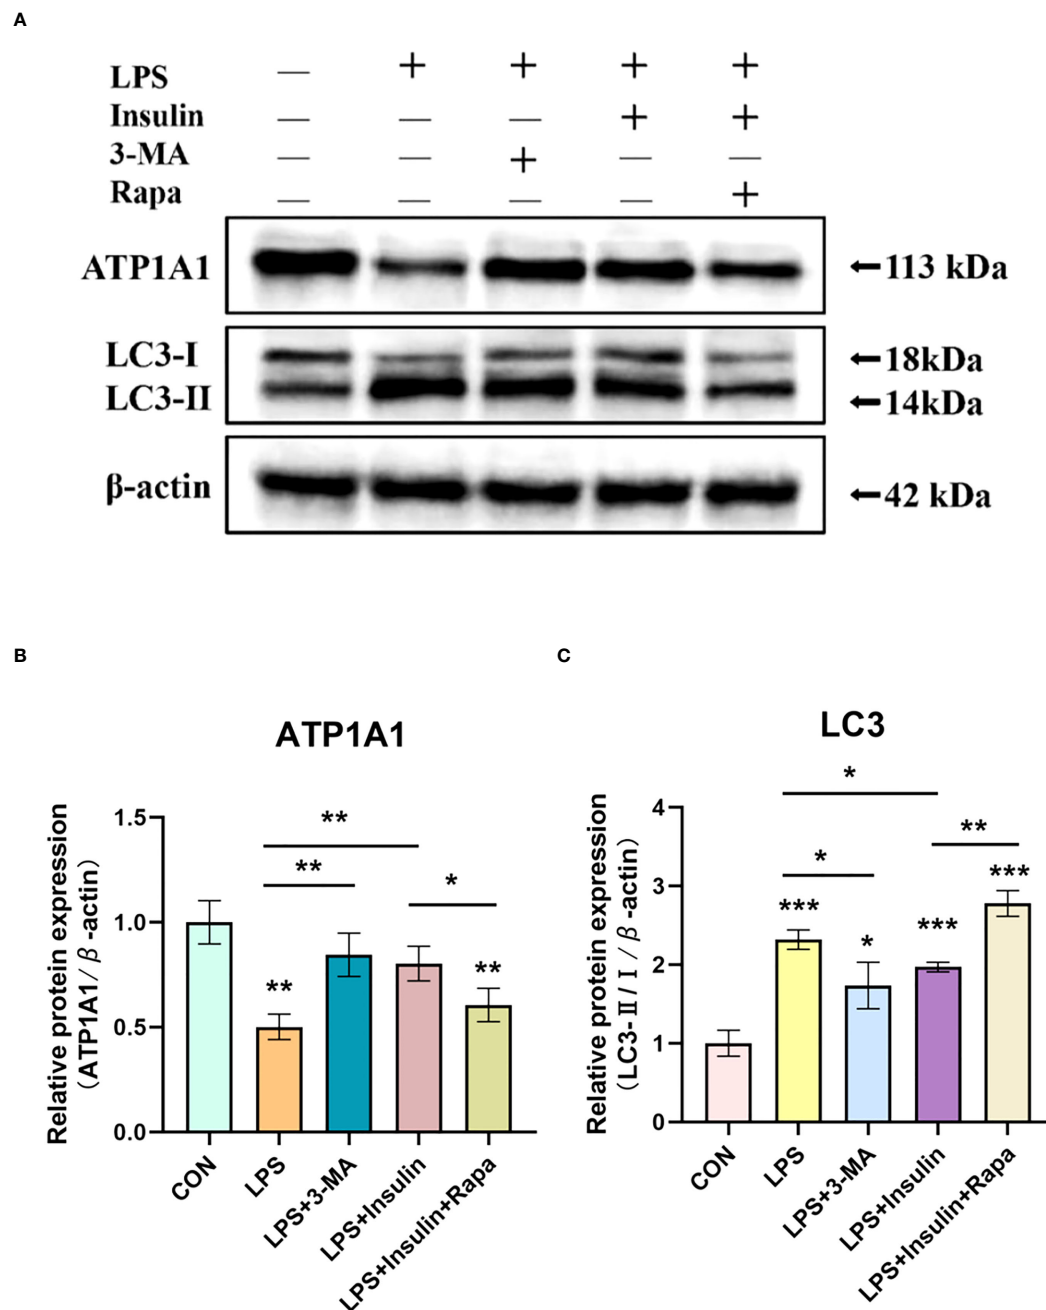 A
LPS — + + + +
Insulin — — — + +
3-MA — — + — —
Rapa — — — — +
ATP1A1 ←113 kDa
LC3-I ←18kDa
LC3-II ←14kDa
β-actin ←42 kDa
B
ATP1A1
Relative protein expression
(ATP1A1/β-actin)
1.5
1.0
0.5
0.0
**
**
*
**
**
CON
LPS
LPS+3-MA
LPS+Insulin
LPS+Insulin+Rapa
C
LC3
Relative protein expression
(LC3-Ⅱ/Ⅰ/β-actin)
4
3
2
1
0
*
**
*
***
***
*
***
CON
LPS
LPS+3-MA
LPS+Insulin
LPS+Insulin+Rapa